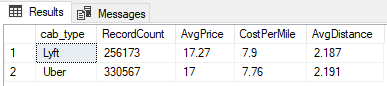 Results Messages
cab_type RecordCount AvgPrice CostPerMile AvgDistance
1 Lyft 256173 17.27 7.9 2.187
2 Uber 330567 17 7.76 2.191